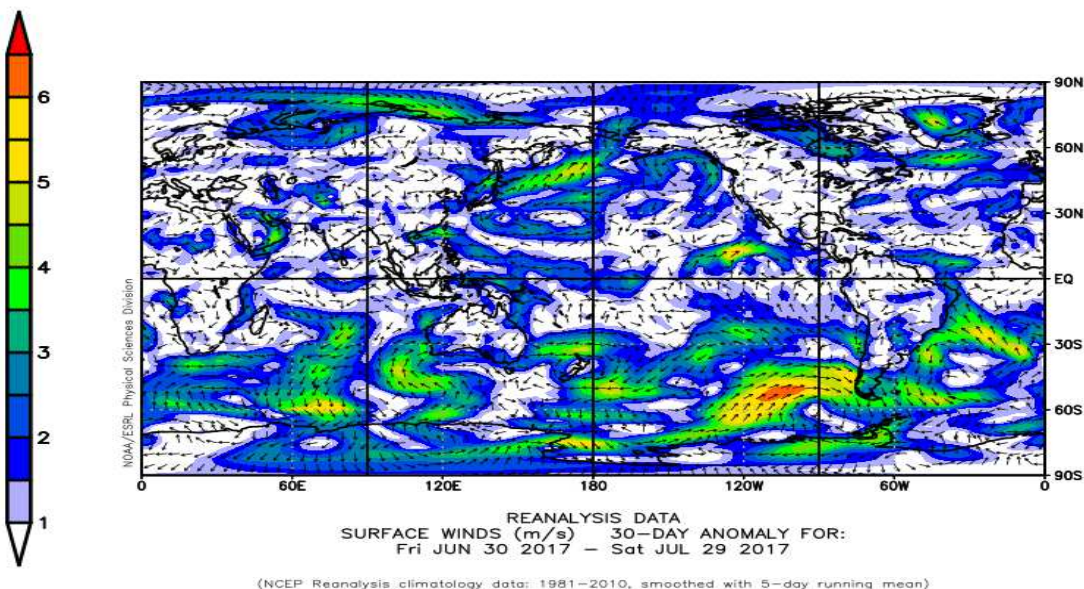 6
5
4
3
2
1
NOAA/ESRL Physical Sciences Division
90N
60N
30N
EQ
30S
60S
90S
0 60E 120E 180 120W 60W 0
REANALYSIS DATA
SURFACE WINDS (m/s) 30-DAY ANOMALY FOR:
Fri JUN 30 2017 - Sat JUL 29 2017
(NCEP Reanalysis climatology data: 1981-2010, smoothed with 5-day running mean)